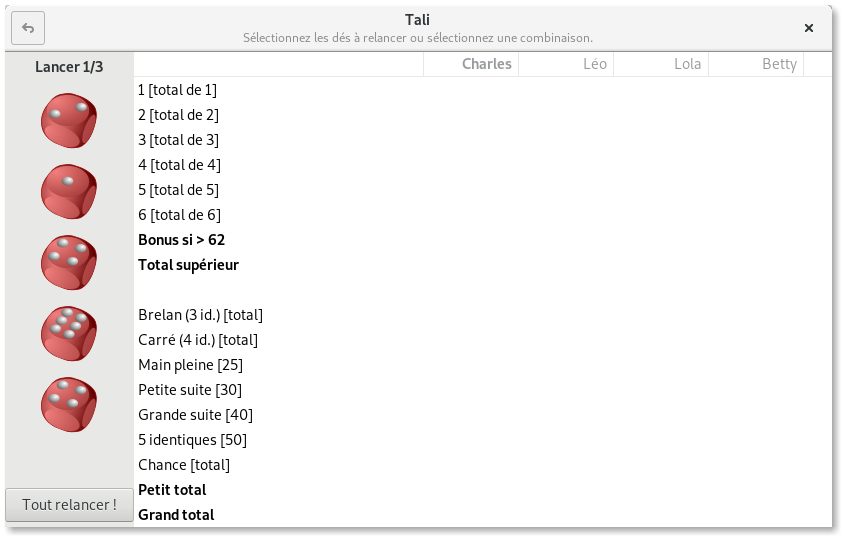 Tali
Sélectionnez les dés à relancer ou sélectionnez une combinaison.
Lancer 1/3
Charles Léo Lola Betty
1 [total de 1]
2 [total de 2]
3 [total de 3]
4 [total de 4]
5 [total de 5]
6 [total de 6]
Bonus si > 62
Total supérieur
Brelan (3 id.) [total]
Carré (4 id.) [total]
Main pleine [25]
Petite suite [30]
Grande suite [40]
5 identiques [50]
Chance [total]
Petit total
Grand total
Tout relancer !